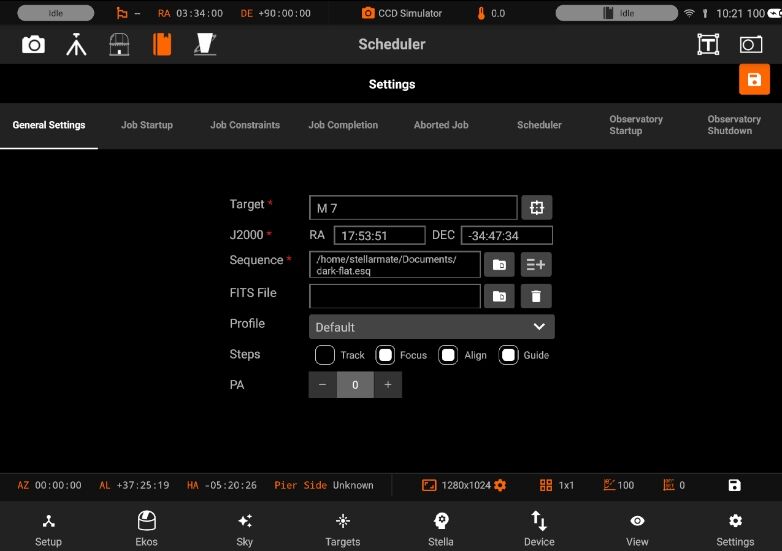 Idle -- RA 03:34:00 DE +90:00:00 CCD Simulator 0.0 Idle 10:21 100
Scheduler
Settings
General Settings Job Startup Job Constraints Job Completion Aborted Job Scheduler Observatory Startup Observatory Shutdown
Target * M 7
J2000 * RA 17:53:51 DEC -34:47:34
Sequence * /home/stellarmate/Documents/
dark-flat.esq
FITS File
Profile Default
Steps Track Focus Align Guide
PA − 0 +
AZ 00:00:00 AL +37:25:19 HA -05:20:26 Pier Side Unknown 1280x1024 1x1 100 0
Setup Ekos Sky Targets Stella Device View Settings